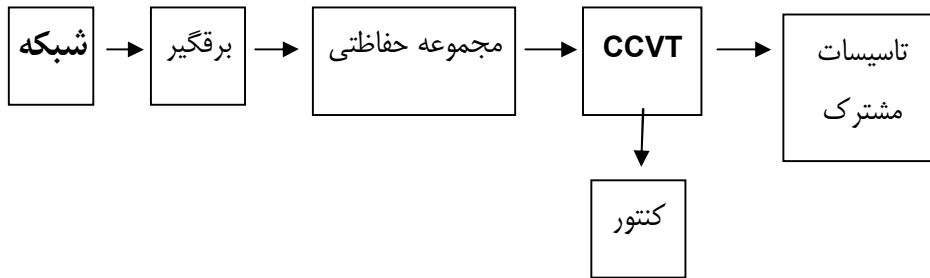 شبکه
برقگیر
مجموعه حفاظتی
CCVT
تاسیسات
مشترک
کنتور